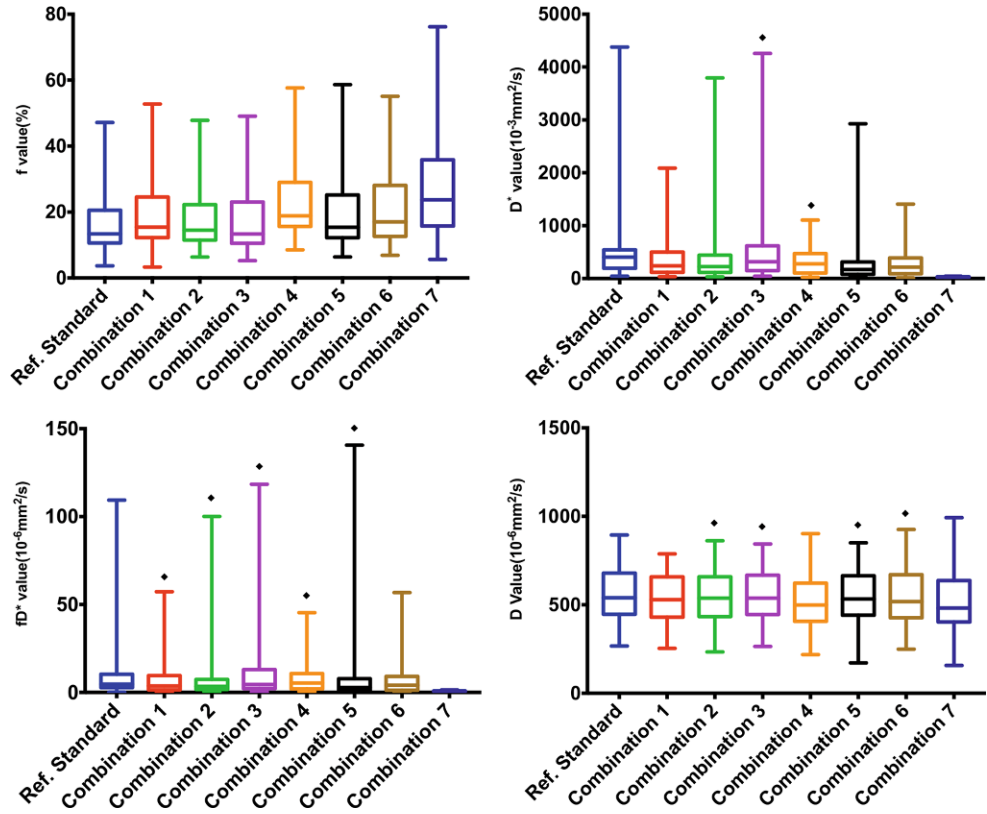 f value(%)
80
60
40
20
0
Ref. Standard
Combination 1
Combination 2
Combination 3
Combination 4
Combination 5
Combination 6
Combination 7
D* value(10-3mm2/s)
5000
4000
3000
2000
1000
0
Ref. Standard
Combination 1
Combination 2
Combination 3
Combination 4
Combination 5
Combination 6
Combination 7
fD* value(10-6mm2/s)
150
100
50
0
Ref. Standard
Combination 1
Combination 2
Combination 3
Combination 4
Combination 5
Combination 6
Combination 7
D Value(10-6mm2/s)
1500
1000
500
0
Ref. Standard
Combination 1
Combination 2
Combination 3
Combination 4
Combination 5
Combination 6
Combination 7